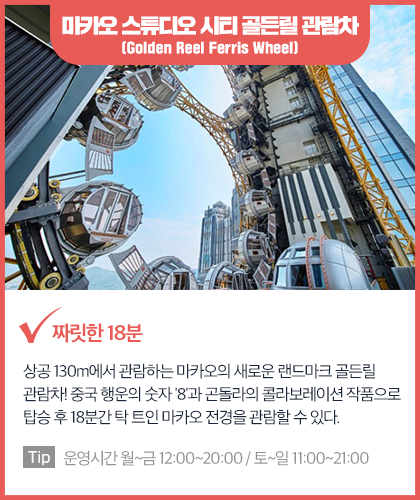 마카오 스튜디오 시티 골든릴 관람차
(Golden Reel Ferris Wheel)
짜릿한 18분
상공 130m에서 관람하는 마카오의 새로운 랜드마크 골든릴
관람차! 중국 행운의 숫자 '8'과 곤돌라의 콜라보레이션 작품으로
탑승 후 18분간 탁 트인 마카오 전경을 관람할 수 있다.
Tip 운영시간 월~금 12:00~20:00 / 토~일 11:00~21:00